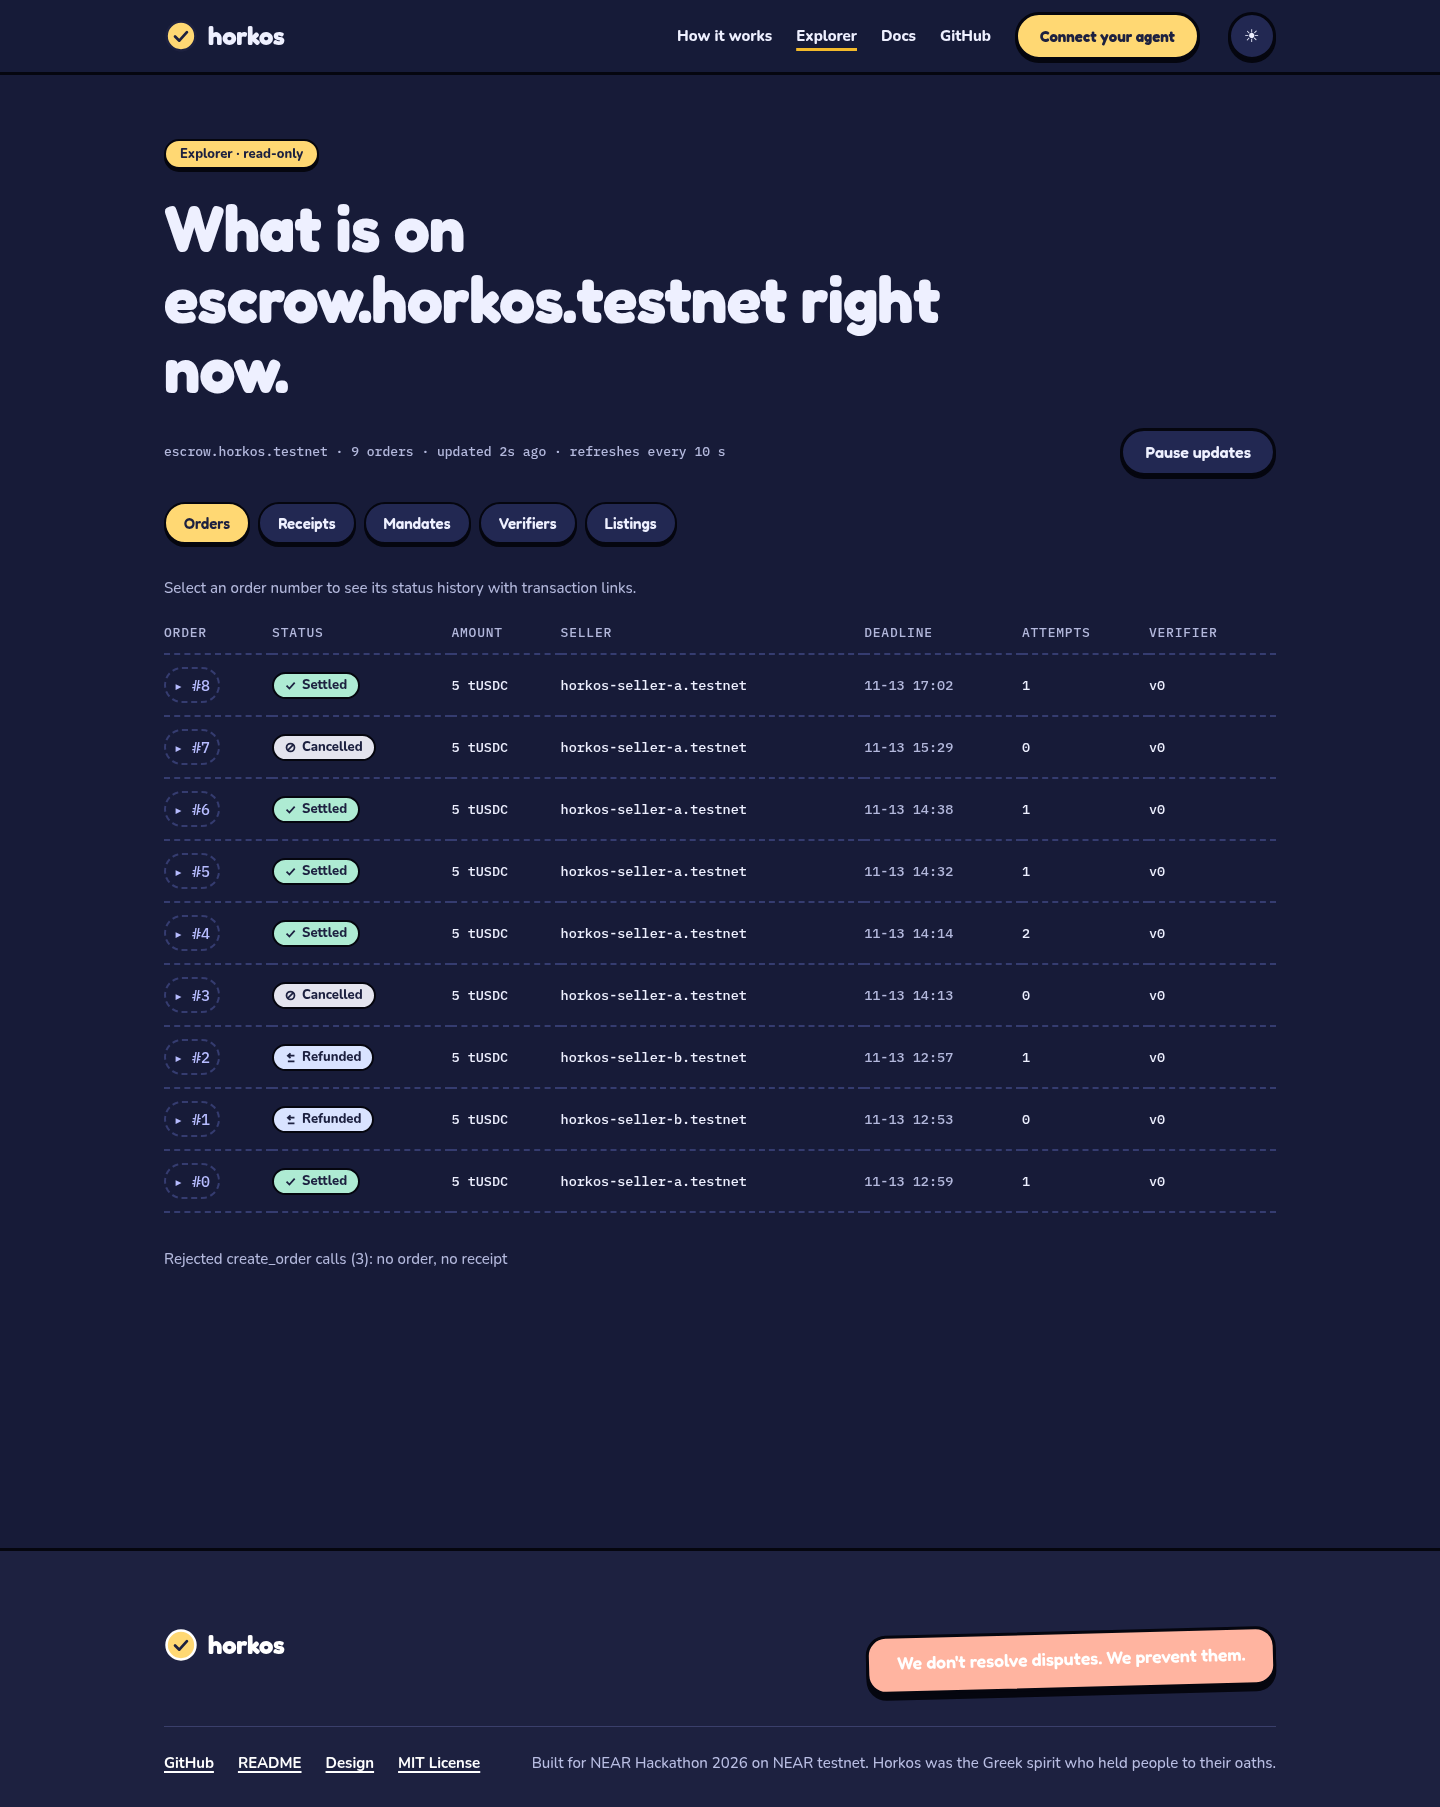 horkos
How it works Explorer Docs GitHub Connect your agent
Explorer · read-only
What is on
escrow.horkos.testnet right
now.
escrow.horkos.testnet · 9 orders · updated 2s ago · refreshes every 10 s
Pause updates
Orders Receipts Mandates Verifiers Listings
Select an order number to see its status history with transaction links.
ORDER STATUS AMOUNT SELLER DEADLINE ATTEMPTS VERIFIER
▸ #8 Settled 5 tUSDC horkos-seller-a.testnet 11-13 17:02 1 v0
▸ #7 Cancelled 5 tUSDC horkos-seller-a.testnet 11-13 15:29 0 v0
▸ #6 Settled 5 tUSDC horkos-seller-a.testnet 11-13 14:38 1 v0
▸ #5 Settled 5 tUSDC horkos-seller-a.testnet 11-13 14:32 1 v0
▸ #4 Settled 5 tUSDC horkos-seller-a.testnet 11-13 14:14 2 v0
▸ #3 Cancelled 5 tUSDC horkos-seller-a.testnet 11-13 14:13 0 v0
▸ #2 Refunded 5 tUSDC horkos-seller-b.testnet 11-13 12:57 1 v0
▸ #1 Refunded 5 tUSDC horkos-seller-b.testnet 11-13 12:53 0 v0
▸ #0 Settled 5 tUSDC horkos-seller-a.testnet 11-13 12:59 1 v0
Rejected create_order calls (3): no order, no receipt
horkos
We don't resolve disputes. We prevent them.
GitHub README Design MIT License
Built for NEAR Hackathon 2026 on NEAR testnet. Horkos was the Greek spirit who held people to their oaths.